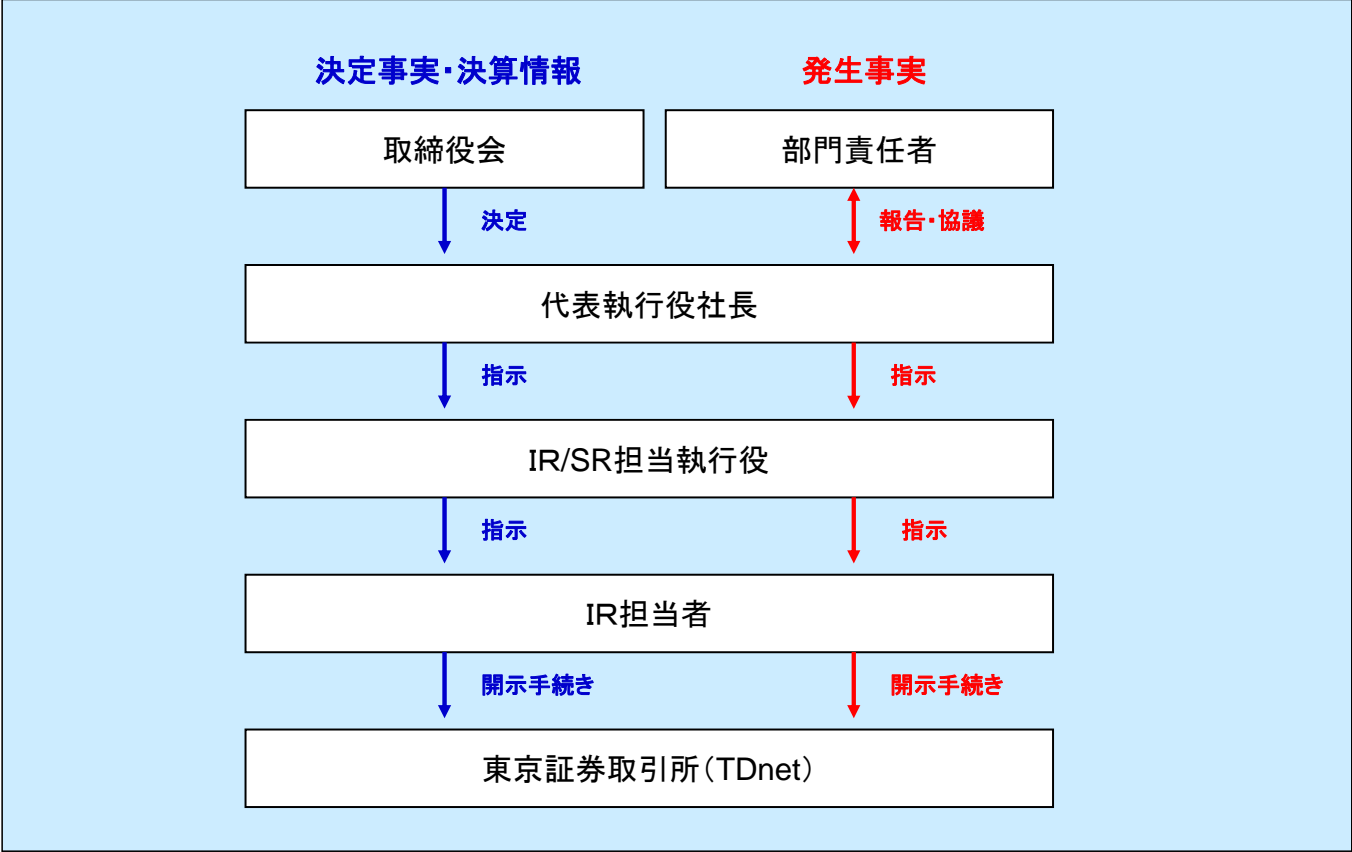 決定事実・決算情報
発生事実
取締役会
部門責任者
決定
報告・協議
代表執行役社長
指示
指示
IR/SR担当執行役
指示
指示
IR担当者
開示手続き
開示手続き
東京証券取引所（TDnet）